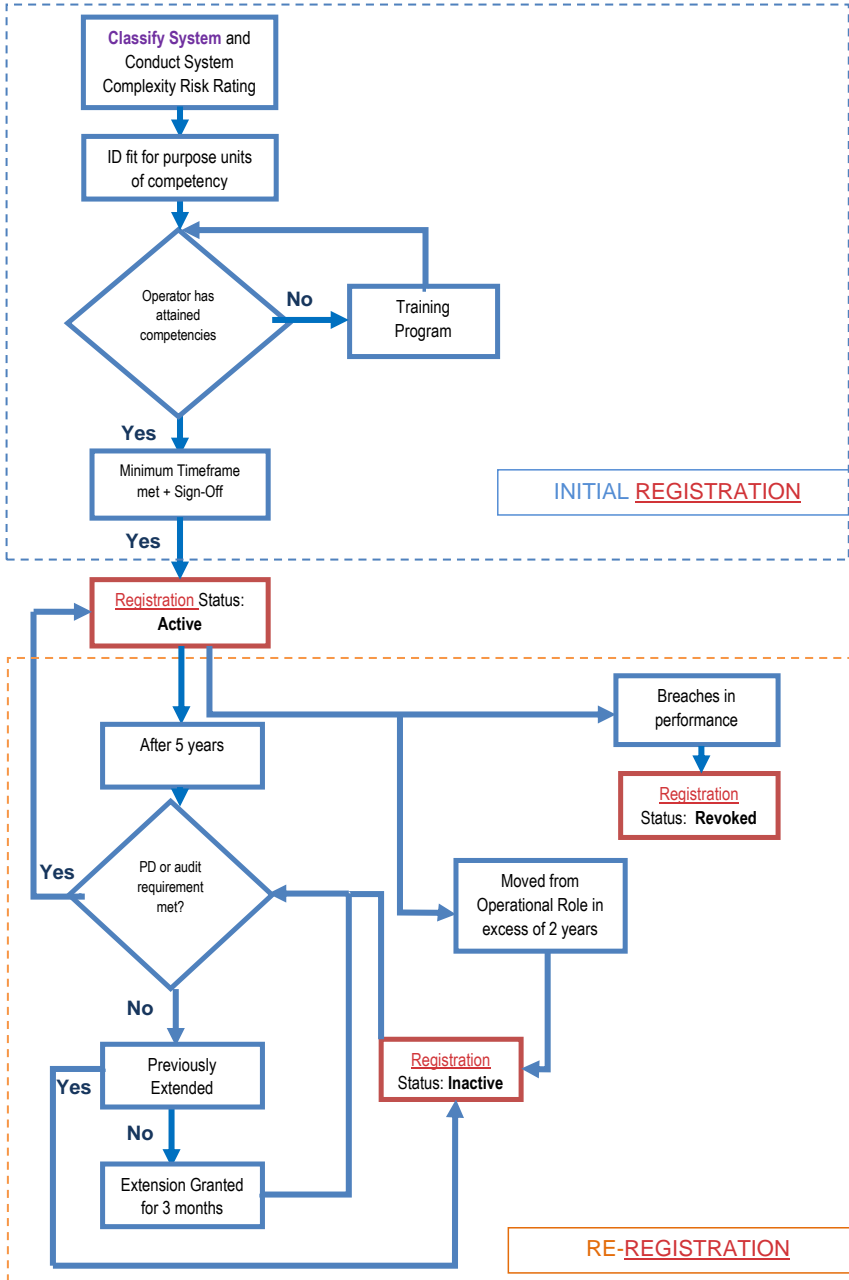 Classify System and
Conduct System
Complexity Risk Rating
ID fit for purpose units
of competency
Operator has
attained
competencies
No
Training
Program
Yes
Minimum Timeframe
met + Sign-Off
INITIAL REGISTRATION
Yes
Registration Status:
Active
After 5 years
Breaches in
performance
Registration
Status: Revoked
Yes
PD or audit
requirement
met?
Moved from
Operational Role in
excess of 2 years
No
Previously
Extended
Yes
Registration
Status: Inactive
No
Extension Granted
for 3 months
RE-REGISTRATION